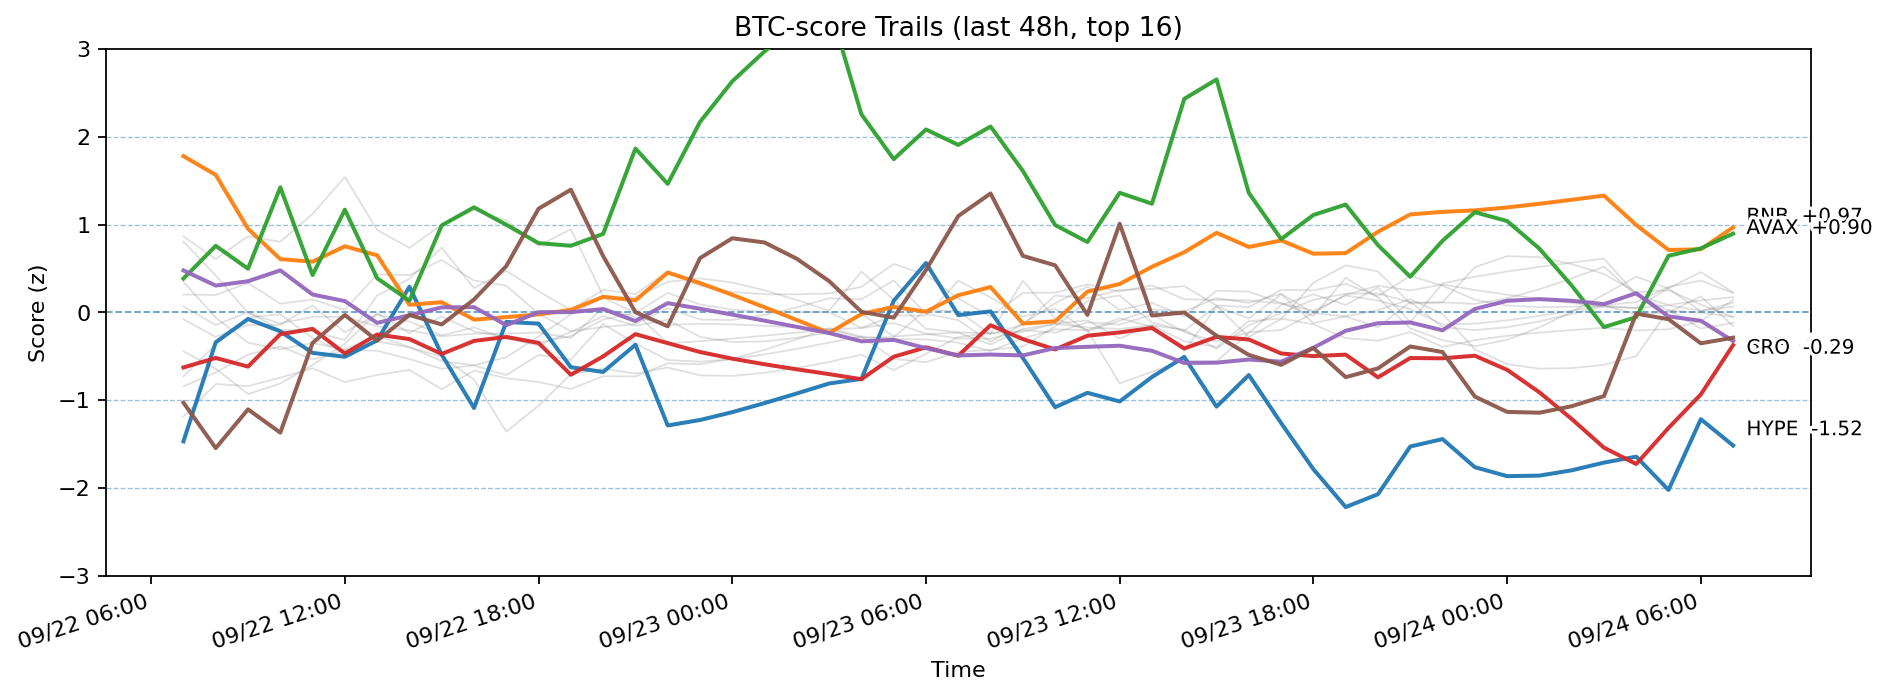 BTC-score Trails (last 48h, top 16)
Score (z)
3
2
1
0
−1
−2
−3
BNB +0.97
AVAX +0.90
CRO -0.29
HYPE -1.52
09/22 06:00
09/22 12:00
09/22 18:00
09/23 00:00
09/23 06:00
09/23 12:00
09/23 18:00
09/24 00:00
09/24 06:00
Time